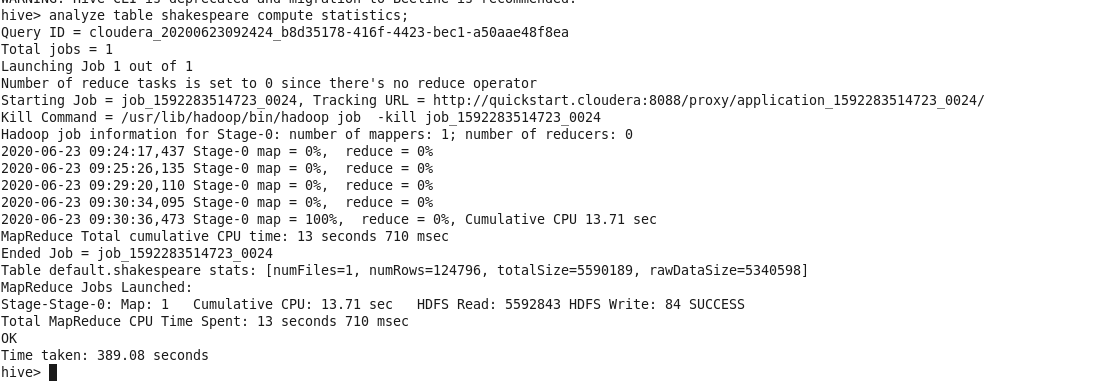 WARNING: Hive CLI is deprecated and migration to Beeline is recommended.
hive> analyze table shakespeare compute statistics;
Query ID = cloudera_20200623092424_b8d35178-416f-4423-bec1-a50aae48f8ea
Total jobs = 1
Launching Job 1 out of 1
Number of reduce tasks is set to 0 since there's no reduce operator
Starting Job = job_1592283514723_0024, Tracking URL = http://quickstart.cloudera:8088/proxy/application_1592283514723_0024/
Kill Command = /usr/lib/hadoop/bin/hadoop job  -kill job_1592283514723_0024
Hadoop job information for Stage-0: number of mappers: 1; number of reducers: 0
2020-06-23 09:24:17,437 Stage-0 map = 0%,  reduce = 0%
2020-06-23 09:25:26,135 Stage-0 map = 0%,  reduce = 0%
2020-06-23 09:29:20,110 Stage-0 map = 0%,  reduce = 0%
2020-06-23 09:30:34,095 Stage-0 map = 0%,  reduce = 0%
2020-06-23 09:30:36,473 Stage-0 map = 100%,  reduce = 0%, Cumulative CPU 13.71 sec
MapReduce Total cumulative CPU time: 13 seconds 710 msec
Ended Job = job_1592283514723_0024
Table default.shakespeare stats: [numFiles=1, numRows=124796, totalSize=5590189, rawDataSize=5340598]
MapReduce Jobs Launched:
Stage-Stage-0: Map: 1   Cumulative CPU: 13.71 sec   HDFS Read: 5592843 HDFS Write: 84 SUCCESS
Total MapReduce CPU Time Spent: 13 seconds 710 msec
OK
Time taken: 389.08 seconds
hive>